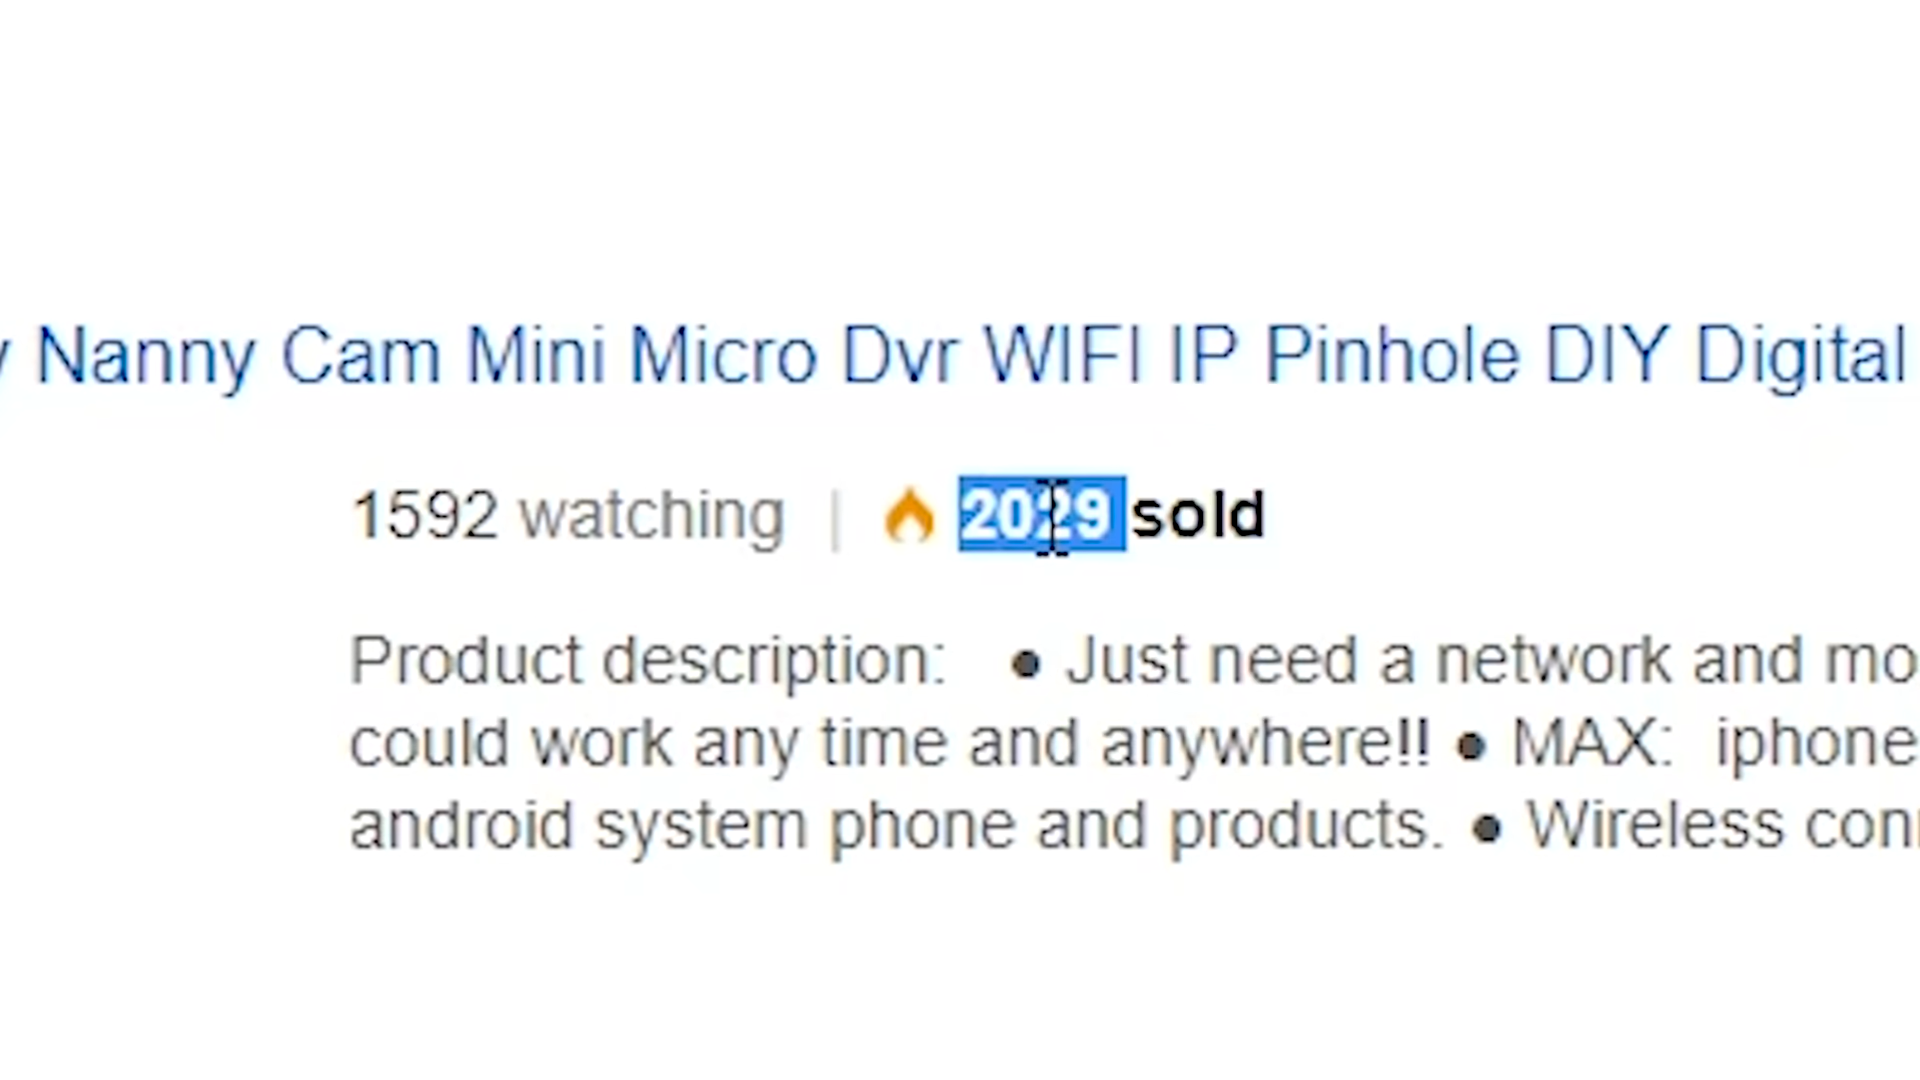 Nanny Cam Mini Micro Dvr WIFI IP Pinhole DIY Digital
1592 watching | 2029 sold
Product description: ● Just need a network and mo
could work any time and anywhere!! ● MAX: iphone
android system phone and products. ● Wireless con